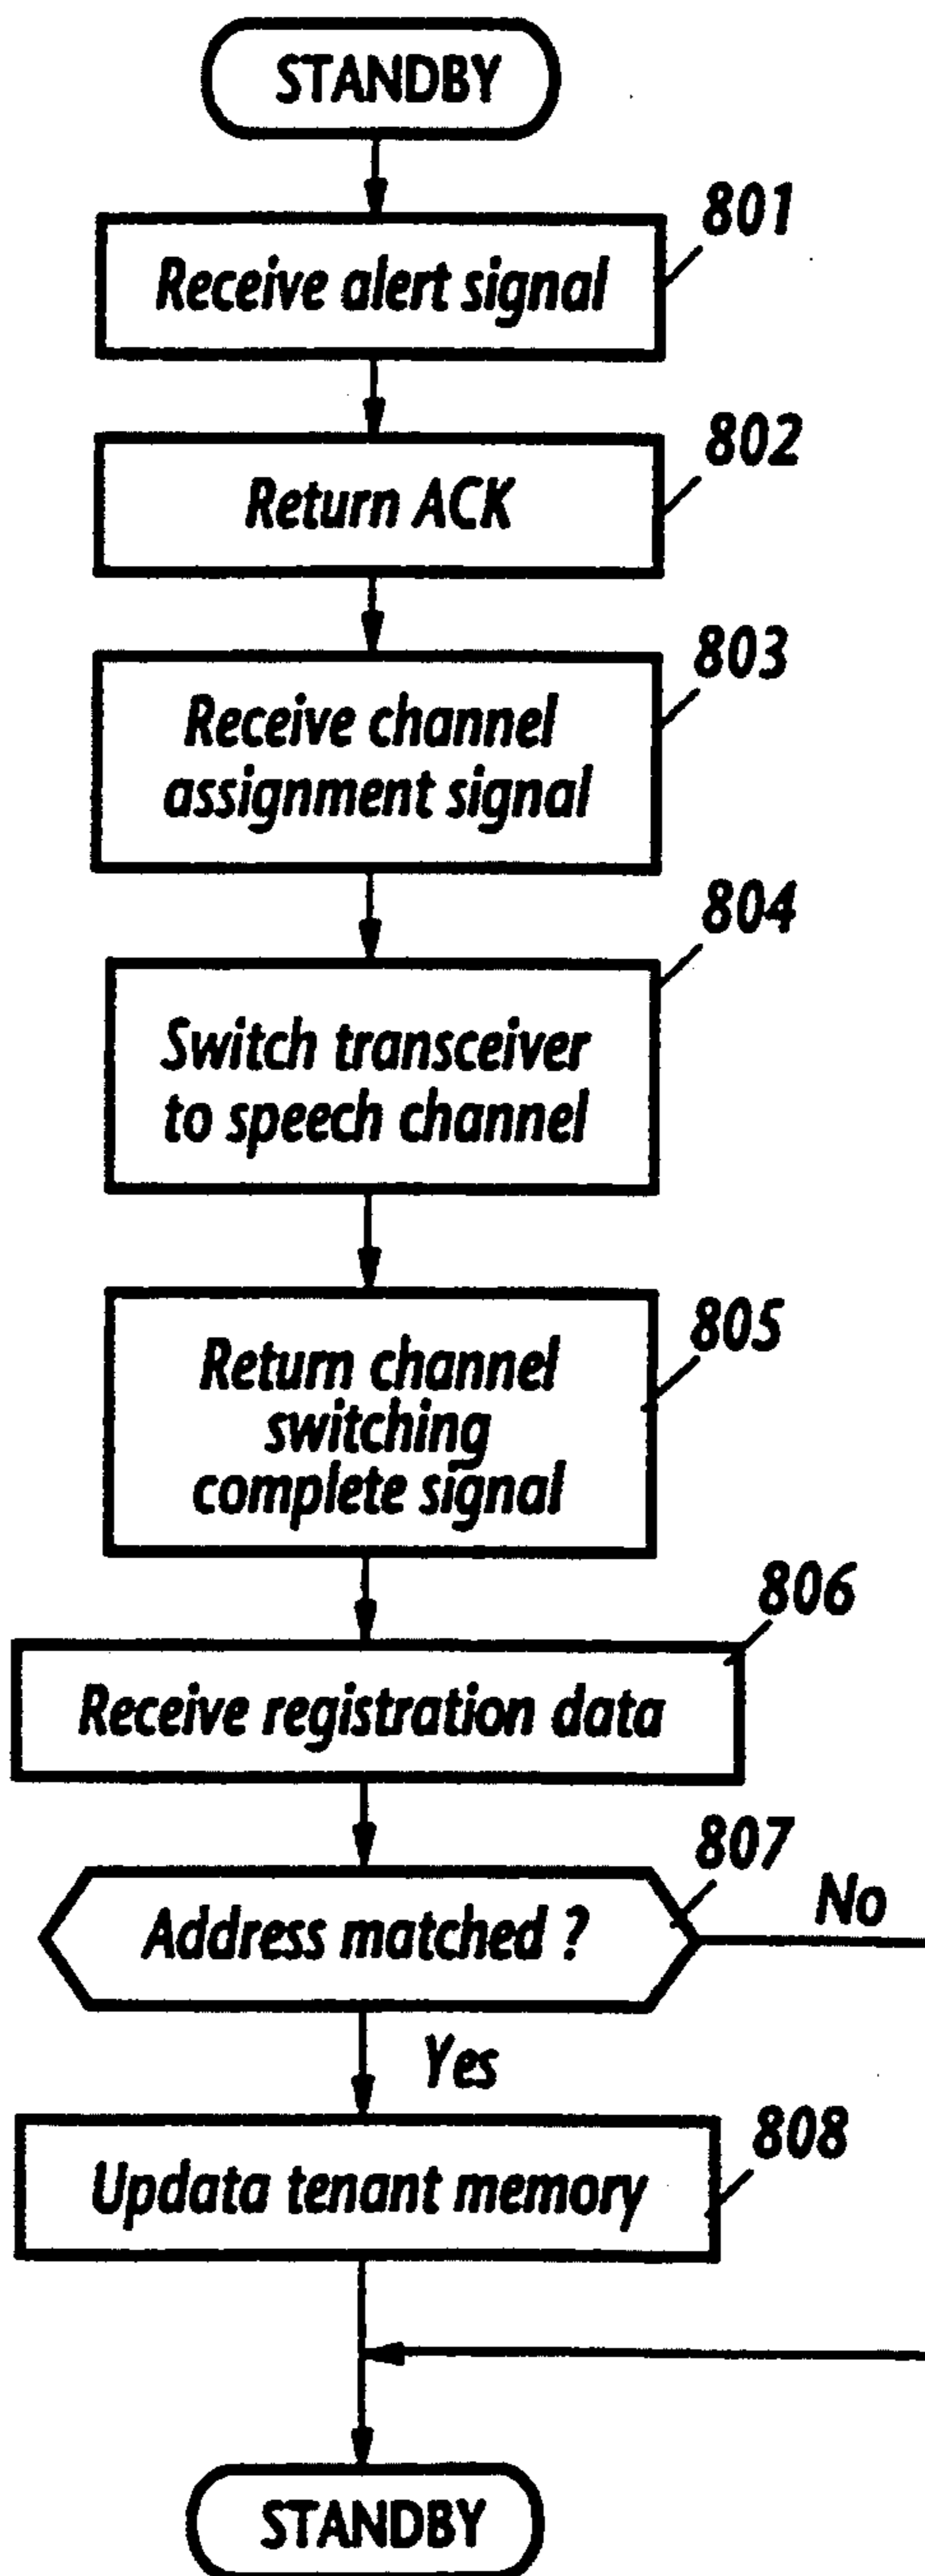 STANDBY
801
Receive alert signal
802
Return ACK
803
Receive channel
assignment signal
804
Switch transceiver
to speech channel
805
Return channel
switching
complete signal
806
Receive registration data
807
Address matched ?
No
Yes
808
Updata tenant memory
STANDBY